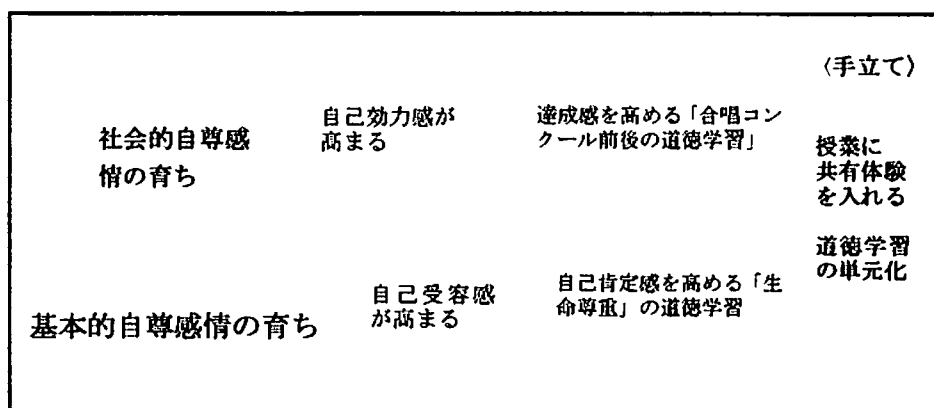 〈手立て〉
社会的自尊感
情の育ち
自己効力感が
高まる
達成感を高める「合唱コン
クール前後の道徳学習」
授業に
共有体験
を入れる
道徳学習
の単元化
基本的自尊感情の育ち
自己受容感
が高まる
自己肯定感を高める「生
命尊重」の道徳学習